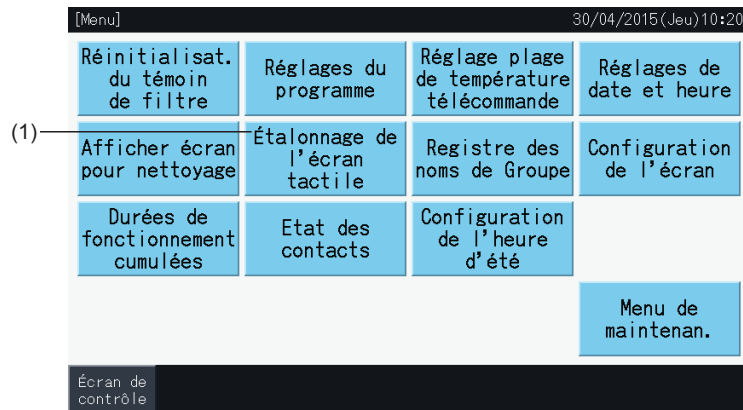 [Menu] 30/04/2015(Jeu)10:20
Réinitialisat.
du témoin
de filtre
Réglages du
programme
Réglage plage
de température
télécommande
Réglages de
date et heure
(1)
Afficher écran
pour nettoyage
Étalonnage de
l'écran
tactile
Registre des
noms de Groupe
Configuration
de l'écran
Durées de
fonctionnement
cumulées
Etat des
contacts
Configuration
de l'heure
d'été
Menu de
maintenan.
Écran de
contrôle